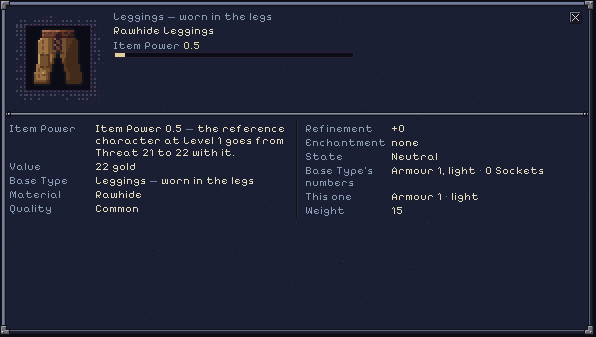 Leggings — worn in the legs
Rawhide Leggings
Item Power 0.5
Item Power Item Power 0.5 — the reference
character at Level 1 goes from
Threat 21 to 22 with it.
Value 22 gold
Base Type Leggings — worn in the legs
Material Rawhide
Quality Common
Refinement +0
Enchantment none
State Neutral
Base Type's Armour 1, light · 0 Sockets
numbers
This one Armour 1 · light
Weight 15